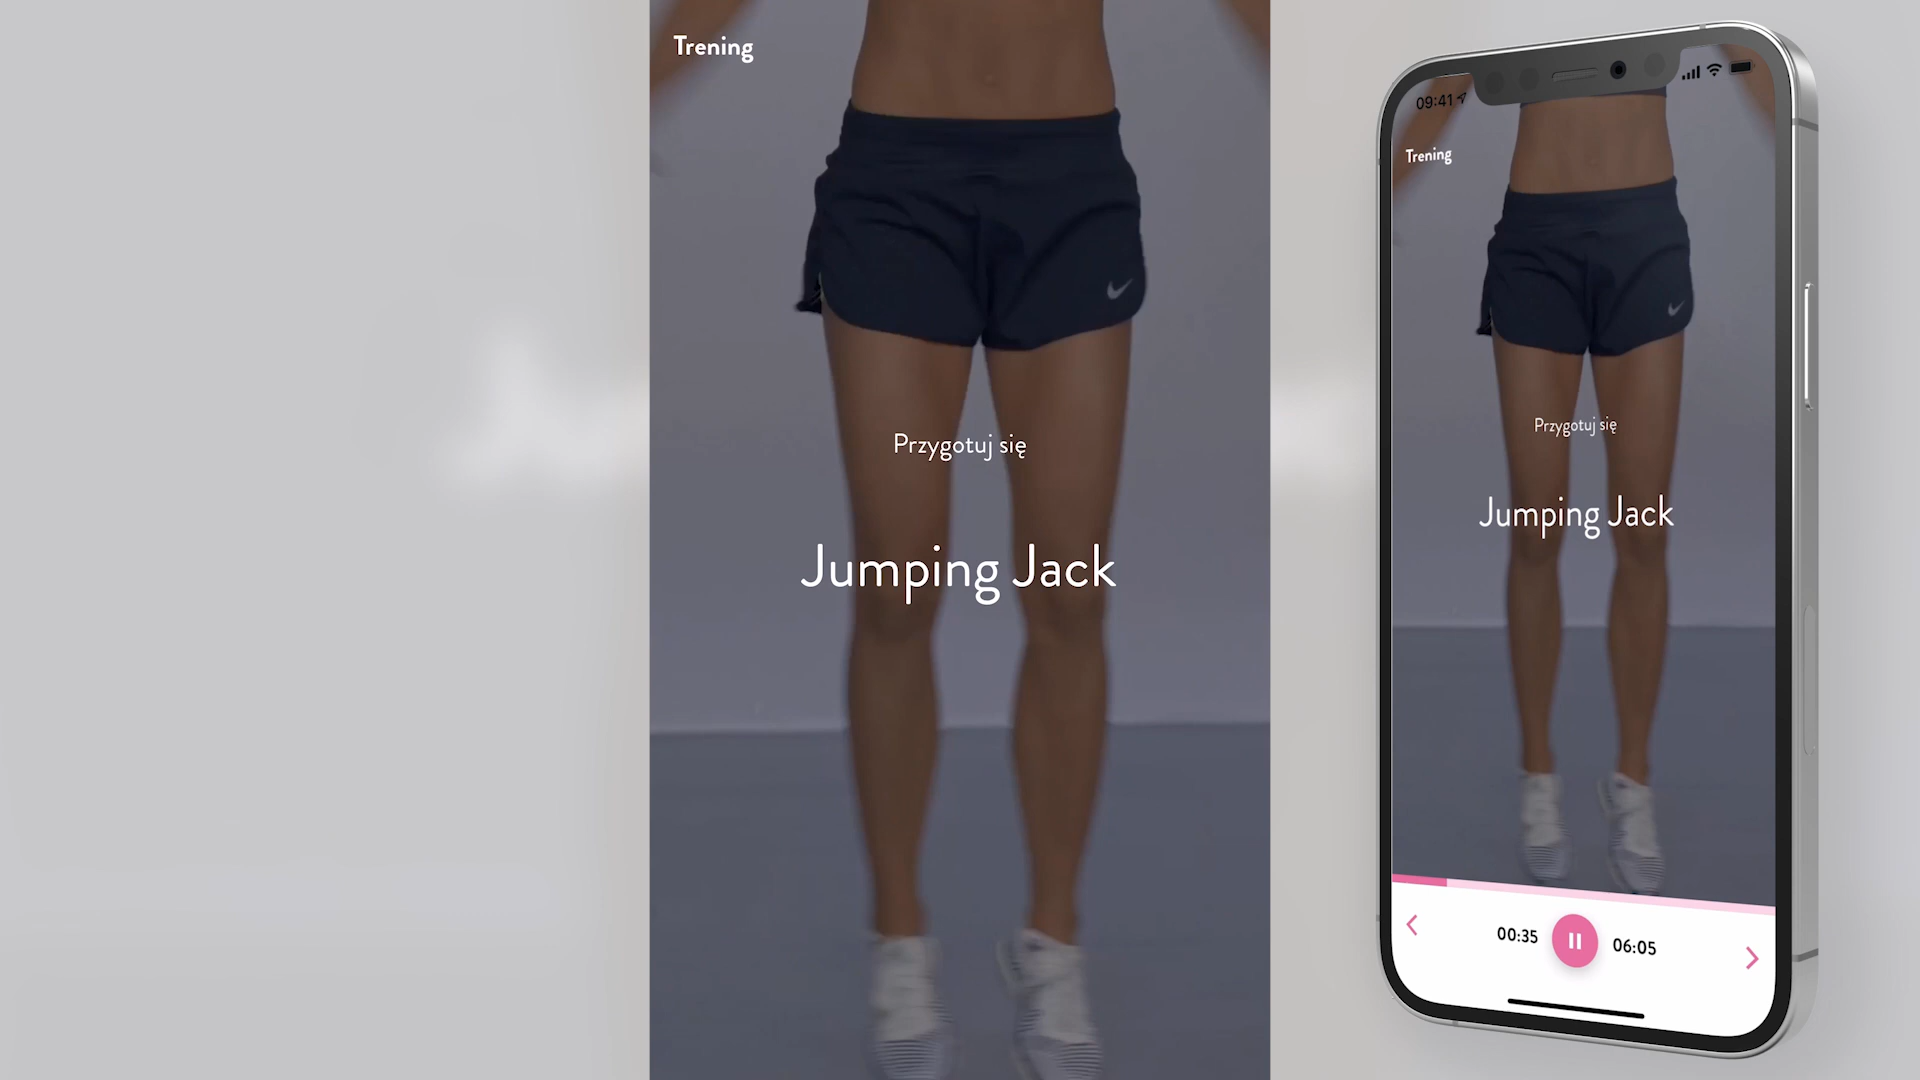 Trening
Przygotuj się
Jumping Jack
09:41
Trening
Przygotuj się
Jumping Jack
00:35
06:05